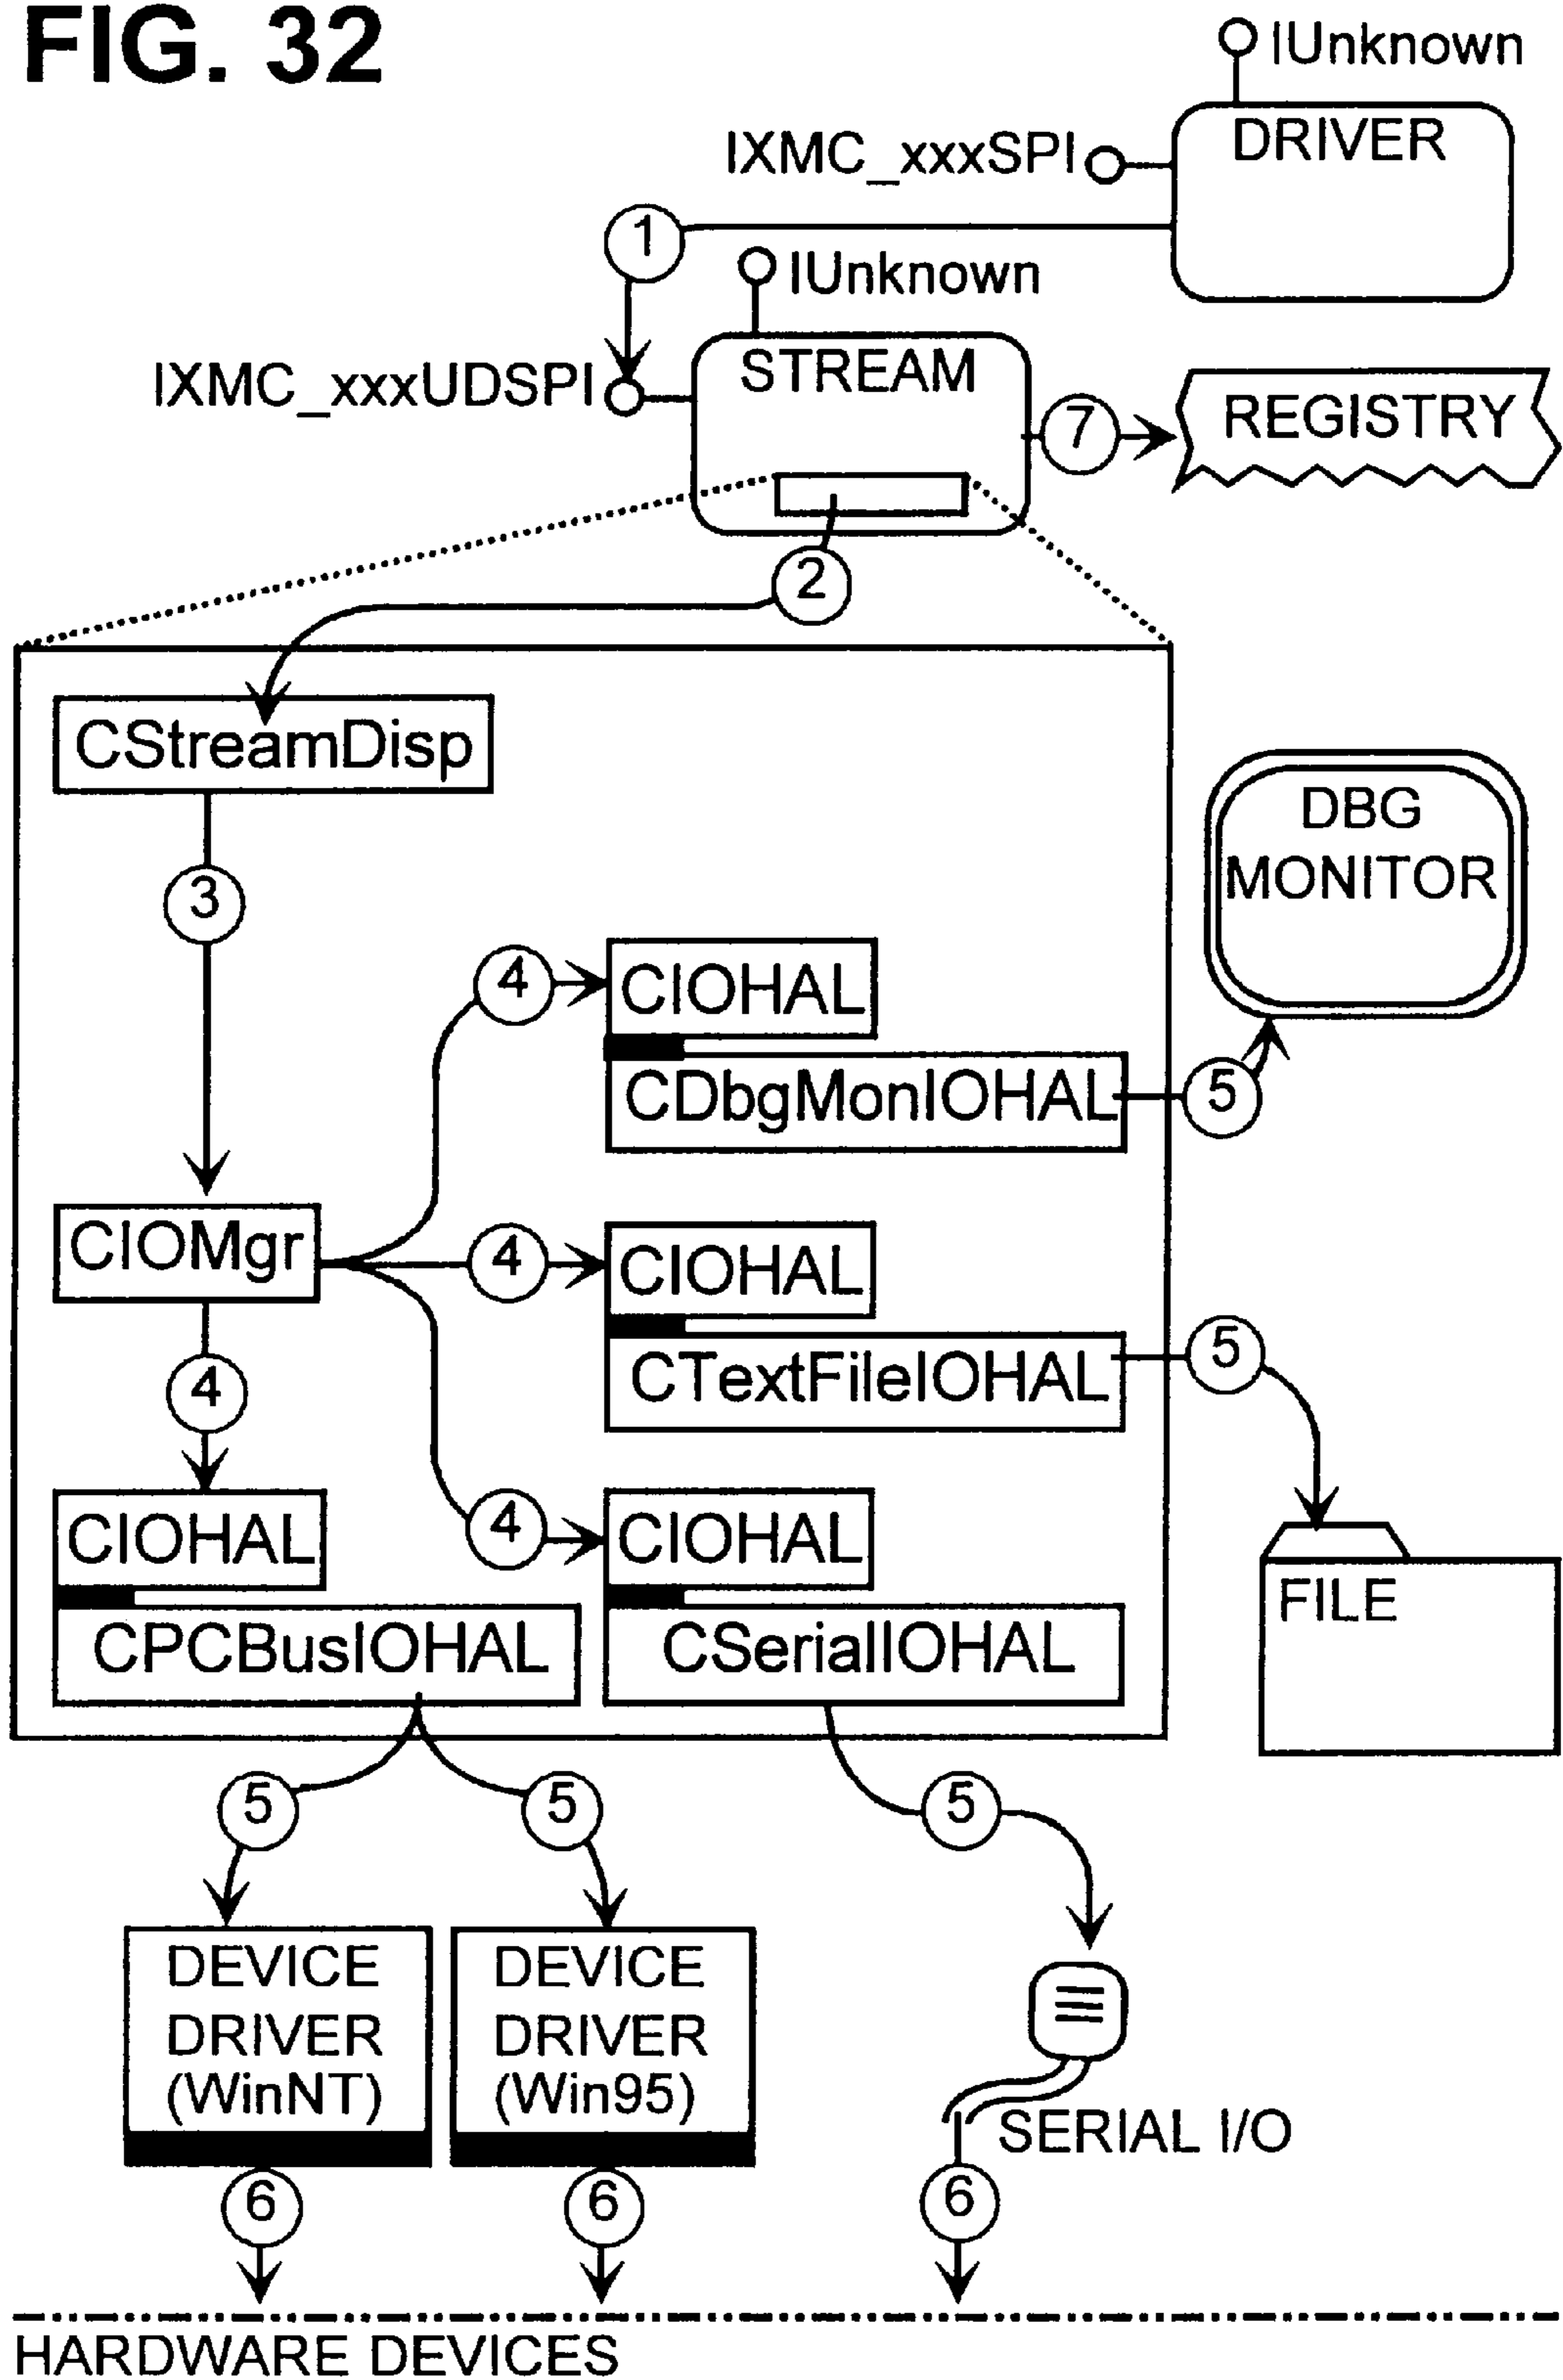 FIG. 32
IUnknown
DRIVER
IXMC_xxxSPI
1
IUnknown
IXMC_xxxUDSPI
STREAM
7
REGISTRY
2
CStreamDisp
DBG
MONITOR
3
4
CIOHAL
CDbgMonIOHAL
5
CIOMgr
4
CIOHAL
CTextFileIOHAL
5
4
CIOHAL
4
CIOHAL
FILE
CPCBusIOHAL
CSerialIOHAL
5
5
5
DEVICE
DRIVER
(WinNT)
DEVICE
DRIVER
(Win95)
SERIAL I/O
6
6
6
HARDWARE DEVICES